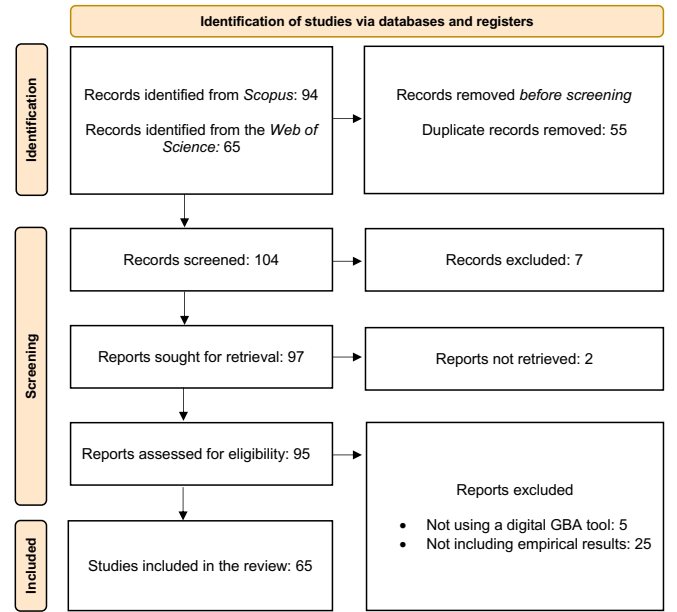 Identification of studies via databases and registers
Identification
Records identified from Scopus: 94
Records identified from the Web of
Science: 65
Records removed before screening
Duplicate records removed: 55
Screening
Records screened: 104
Records excluded: 7
Reports sought for retrieval: 97
Reports not retrieved: 2
Reports assessed for eligibility: 95
Reports excluded
• Not using a digital GBA tool: 5
• Not including empirical results: 25
Included
Studies included in the review: 65